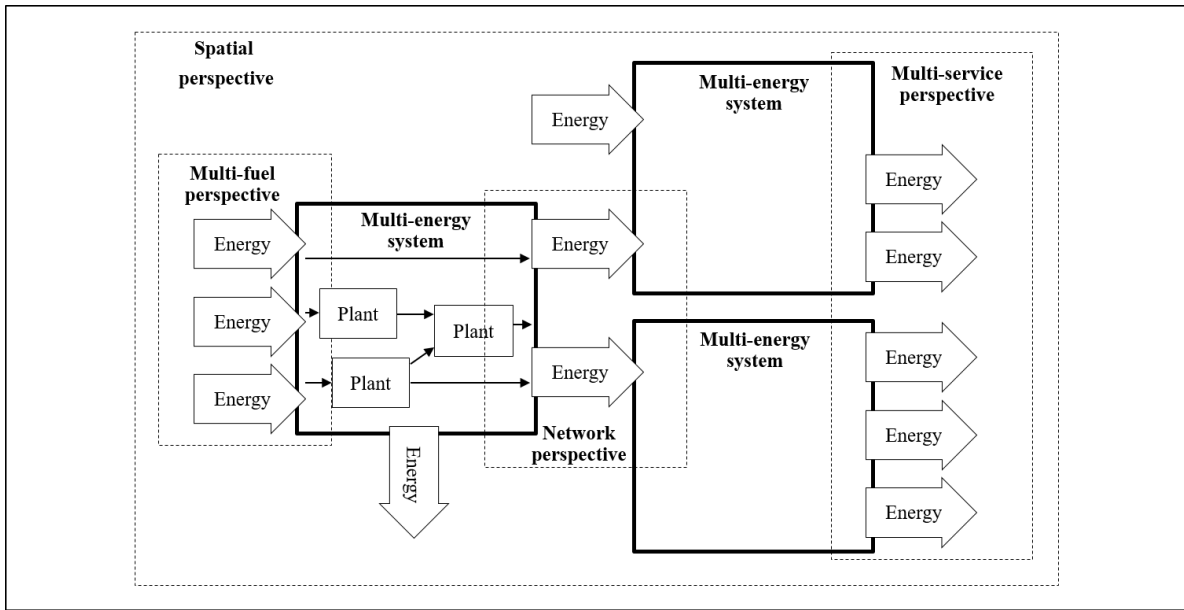 Spatial
perspective
Multi-energy
system
Multi-service
perspective
Energy
Energy
Multi-fuel
perspective
Multi-energy
system
Energy
Energy
Energy
Energy
Plant
Plant
Plant
Energy
Energy
Energy
Multi-energy
system
Energy
Network
perspective
Energy
Energy
Energy